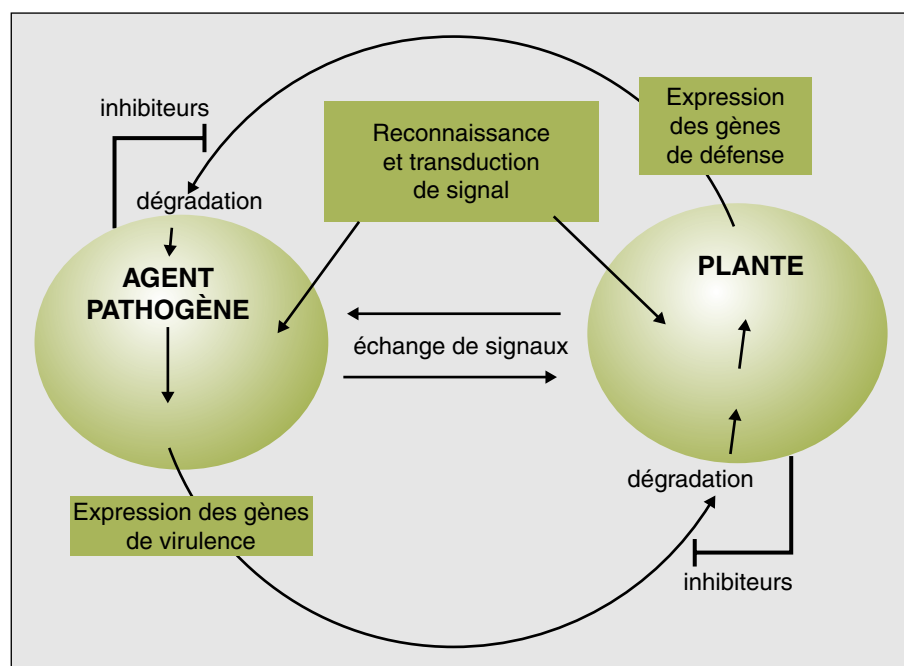 inhibiteurs
Reconnaissance
et transduction
de signal
Expression
des gènes
de défense
dégradation
AGENT
PATHOGÈNE
PLANTE
échange de signaux
dégradation
Expression des gènes
de virulence
inhibiteurs